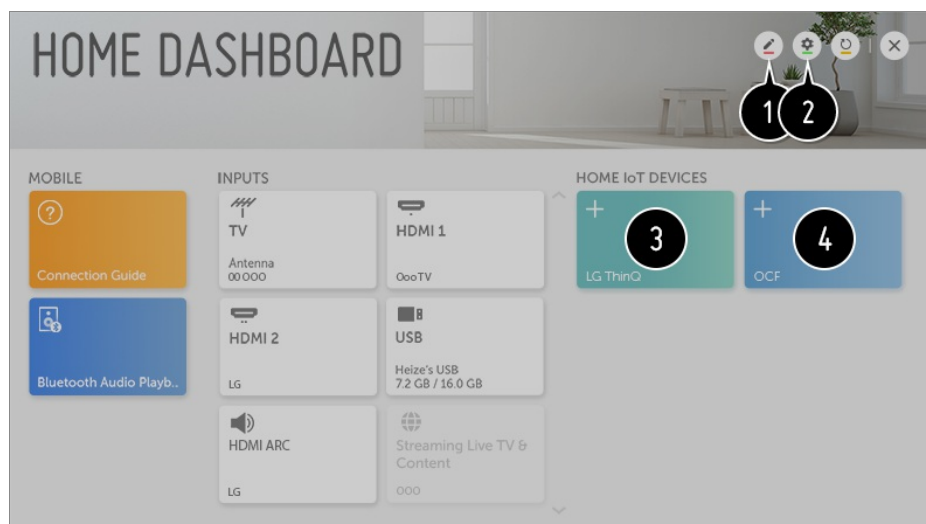 HOME DASHBOARD
1
2
MOBILE
INPUTS
HOME IoT DEVICES
Connection Guide
Bluetooth Audio Playb..
TV
Antenna
00 000
HDMI 1
OooTV
HDMI 2
LG
USB
Heize's USB
7.2 GB / 16.0 GB
HDMI ARC
LG
Streaming Live TV &
Content
000
3
LG ThinQ
4
OCF